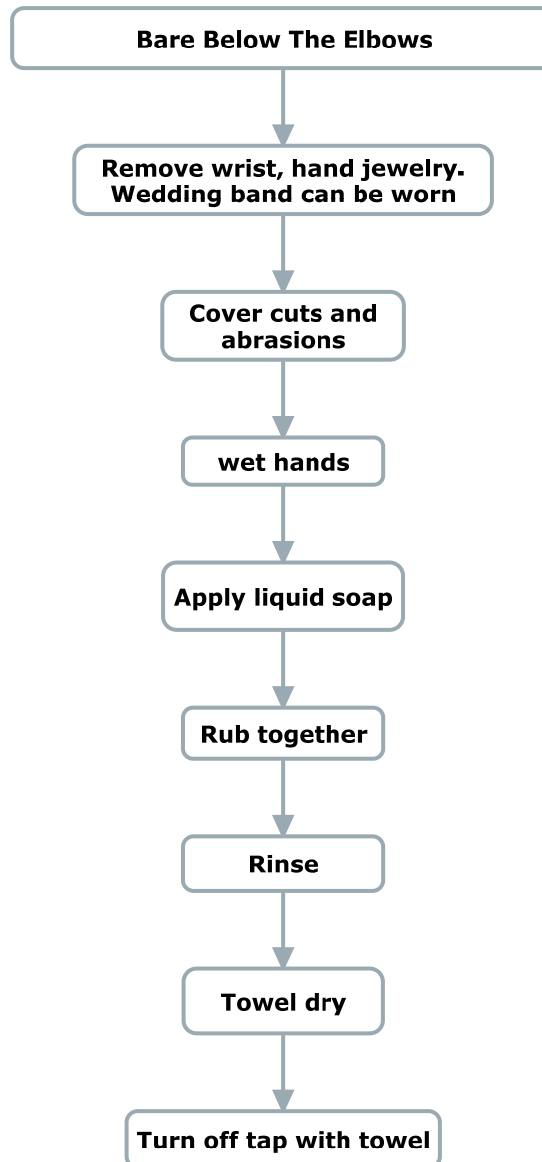 Bare Below The Elbows
Remove wrist, hand jewelry.
Wedding band can be worn
Cover cuts and
abrasions
wet hands
Apply liquid soap
Rub together
Rinse
Towel dry
Turn off tap with towel